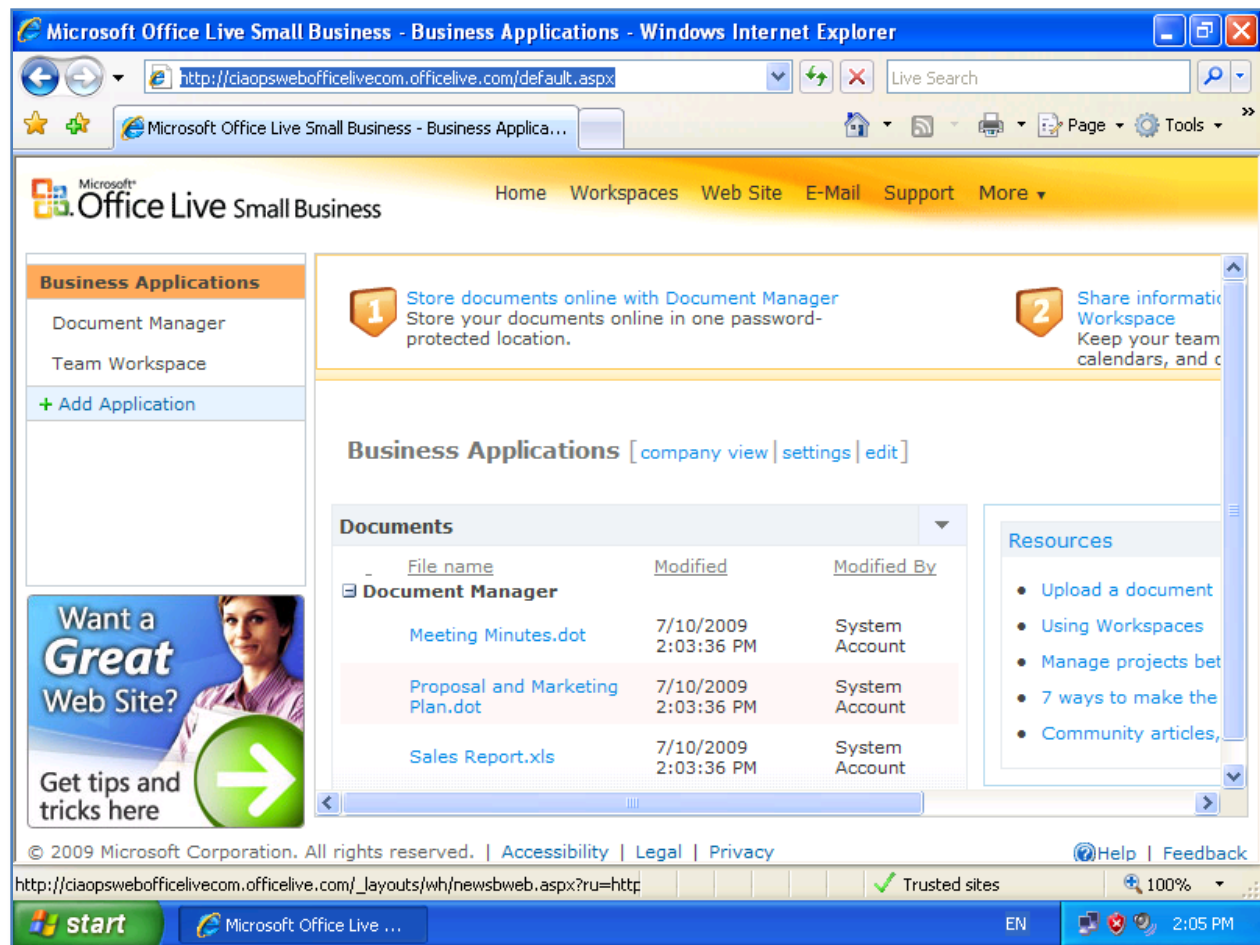 Microsoft Office Live Small Business - Business Applications - Windows Internet Explorer
http://ciaopswebofficelivecom.officelive.com/default.aspx
Live Search
Microsoft Office Live Small Business - Business Applica...
Page
Tools
»
Microsoft
Office Live Small Business
Home Workspaces Web Site E-Mail Support More
Business Applications
Document Manager
Team Workspace
+ Add Application
1
Store documents online with Document Manager
Store your documents online in one password-
protected location.
2
Share informatio
Workspace
Keep your team
calendars, and c
Business Applications [company view|settings|edit]
Documents
File name Modified Modified By
Document Manager
Meeting Minutes.dot 7/10/2009 2:03:36 PM System Account
Proposal and Marketing Plan.dot 7/10/2009 2:03:36 PM System Account
Sales Report.xls 7/10/2009 2:03:36 PM System Account
Resources
Upload a document
Using Workspaces
Manage projects bet
7 ways to make the
Community articles,
Want a
Great
Web Site?
Get tips and
tricks here
© 2009 Microsoft Corporation. All rights reserved. | Accessibility | Legal | Privacy
Help | Feedback
http://ciaopswebofficelivecom.officelive.com/_layouts/wh/newsbweb.aspx?ru=http
Trusted sites
100%
start
Microsoft Office Live ...
EN
2:05 PM